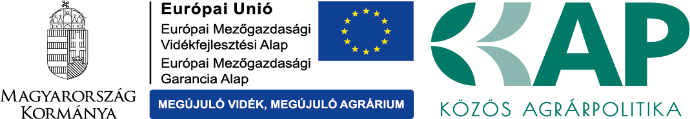 MAGYARORSZÁG
KORMÁNYA
Európai Unió
Európai Mezőgazdasági
Vidékfejlesztési Alap
Európai Mezőgazdasági
Garancia Alap
MEGÚJULÓ VIDÉK, MEGÚJULÓ AGRÁRIUM
KAP
KÖZÖS AGRÁRPOLITIKA